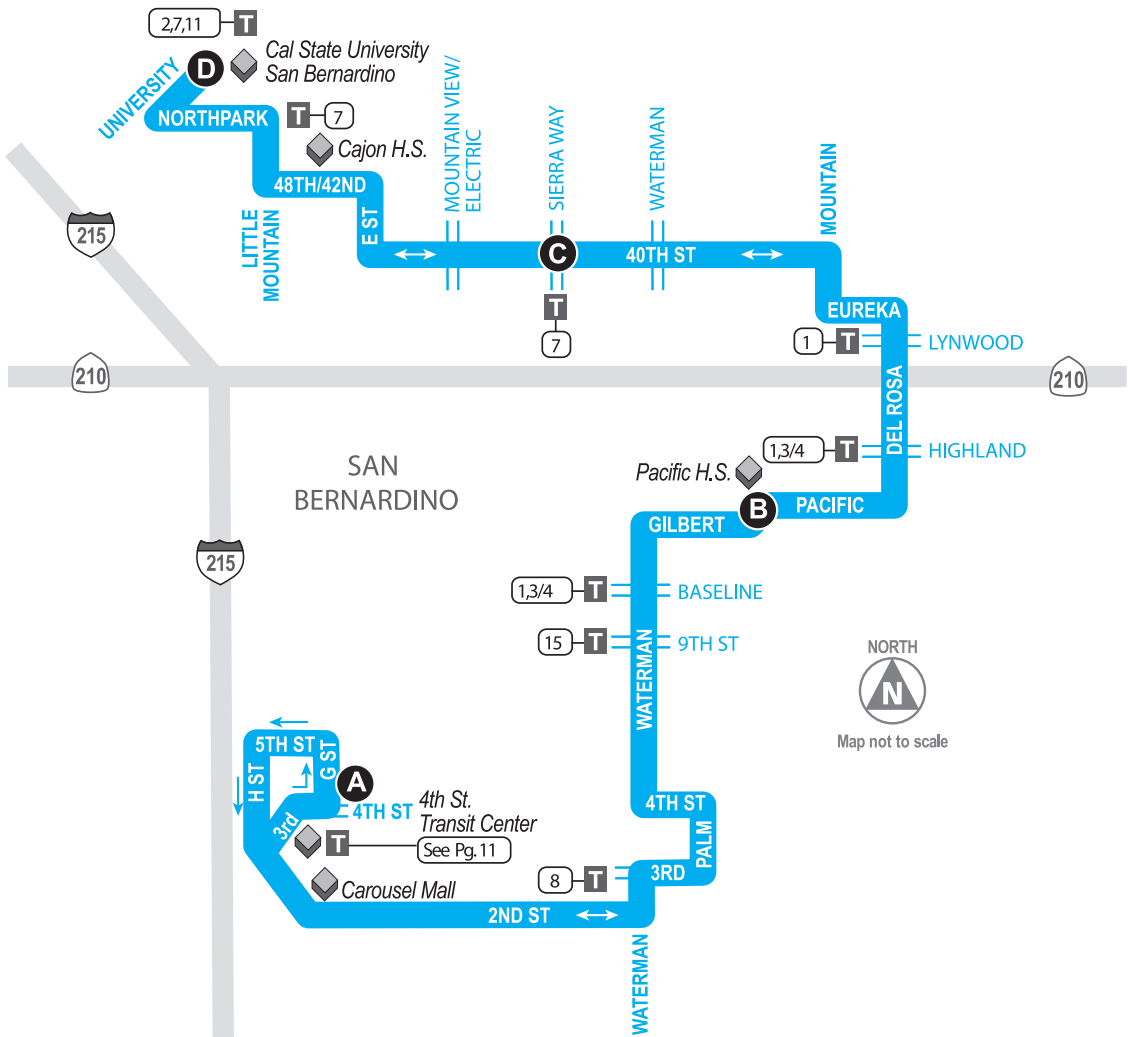 2,7,11
T
Cal State University
San Bernardino
D
UNIVERSITY
NORTHPARK
T
7
Cajon H.S.
48TH/42ND
LITTLE
MOUNTAIN
E ST
MOUNTAIN VIEW/
ELECTRIC
SIERRA WAY
WATERMAN
MOUNTAIN
215
C
40TH ST
T
7
EUREKA
1
T
LYNWOOD
210
210
DEL ROSA
1,3/4
T
HIGHLAND
SAN
BERNARDINO
Pacific H.S.
B
PACIFIC
GILBERT
215
1,3/4
T
BASELINE
15
T
9TH ST
WATERMAN
NORTH
N
Map not to scale
5TH ST
G ST
H ST
A
4TH ST
3rd
4th St.
Transit Center
T
See Pg. 11
Carousel Mall
4TH ST
PALM
8
T
3RD
2ND ST
WATERMAN